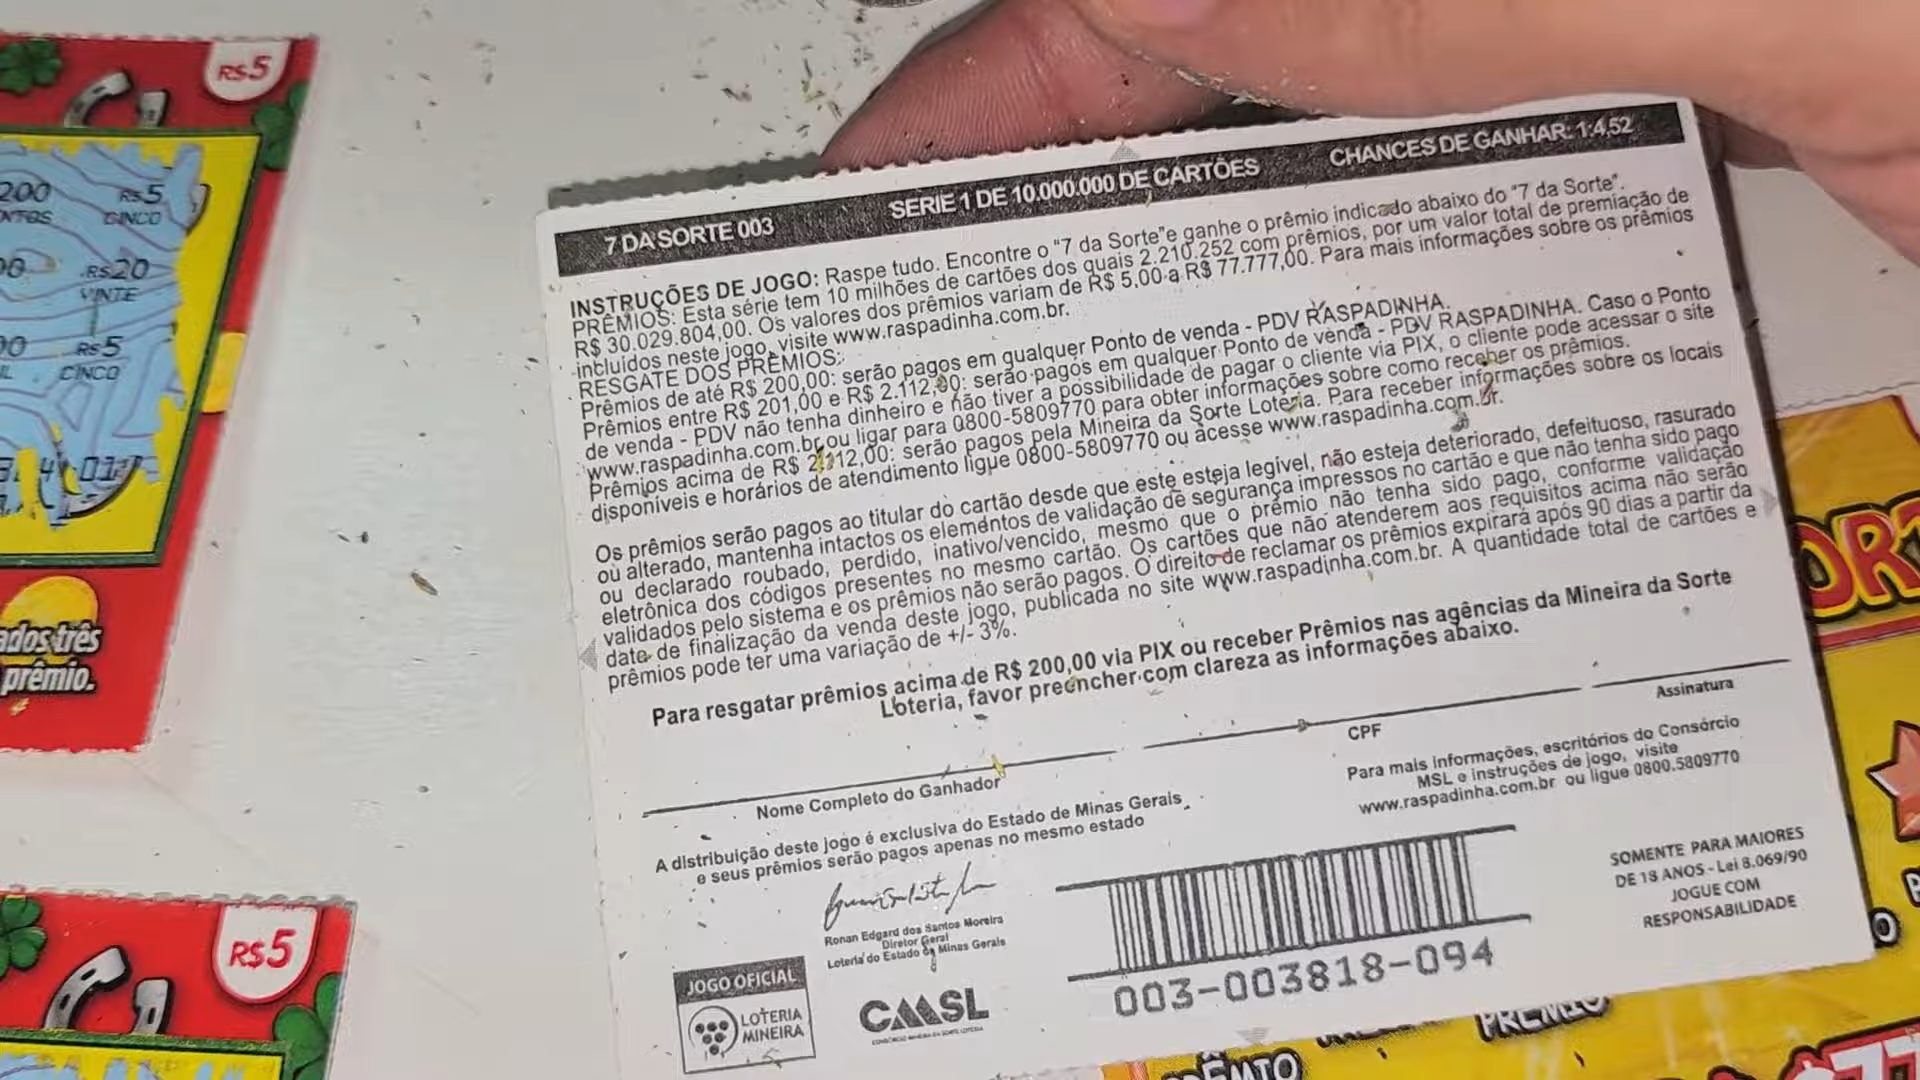 R$5
200
R$5
NTOS
CINCO
00
R$20
VINTE
00
R$5
CINCO
ados três
prêmio.
R$5
7 DA SORTE 003
SERIE 1 DE 10.000.000 DE CARTÕES
CHANCES DE GANHAR: 1:4,52
INSTRUÇÕES DE JOGO: Raspe tudo. Encontre o "7 da Sorte"e ganhe o prêmio indicado abaixo do "7 da Sorte".
PRÊMIOS: Esta série tem 10 milhões de cartões dos quais 2.210.252 com prêmios, por um valor total de premiação de
R$ 30.029.804,00. Os valores dos prêmios variam de R$ 5,00 a R$ 77.777,00. Para mais informações sobre os prêmios
incluídos neste jogo, visite www.raspadinha.com.br.
RESGATE DOS PRÊMIOS:
Prêmios de até R$ 200,00: serão pagos em qualquer Ponto de venda - PDV RASPADINHA.
Prêmios entre R$ 201,00 e R$ 2.112,00: serão pagos em qualquer Ponto de venda - PDV RASPADINHA. Caso o Ponto
de venda - PDV não tenha dinheiro e não tiver a possibilidade de pagar o cliente via PIX, o cliente pode acessar o site
www.raspadinha.com.br ou ligar para 0800-5809770 para obter informações sobre como receber os prêmios.
Prêmios acima de R$ 2.112,00: serão pagos pela Mineira da Sorte Loteria. Para receber informações sobre os locais
disponíveis e horários de atendimento ligue 0800-5809770 ou acesse www.raspadinha.com.br.
Os prêmios serão pagos ao titular do cartão desde que este esteja legível, não esteja deteriorado, defeituoso, rasurado
ou alterado, mantenha intactos os elementos de validação de segurança impressos no cartão e que não tenha sido pago
ou declarado roubado, perdido, inativo/vencido, mesmo que o prêmio não tenha sido pago, conforme validação
eletrônica dos códigos presentes no mesmo cartão. Os cartões que não atenderem aos requisitos acima não serão
validados pelo sistema e os prêmios não serão pagos. O direito de reclamar os prêmios expirará após 90 dias a partir da
data de finalização da venda deste jogo, publicada no site www.raspadinha.com.br. A quantidade total de cartões e
prêmios pode ter uma variação de +/- 3%.
Para resgatar prêmios acima de R$ 200,00 via PIX ou receber Prêmios nas agências da Mineira da Sorte
Loteria, favor preencher com clareza as informações abaixo.
Nome Completo do Ganhador
CPF
Assinatura
A distribuição deste jogo é exclusiva do Estado de Minas Gerais
e seus prêmios serão pagos apenas no mesmo estado
Para mais informações, escritórios do Consórcio
MSL e instruções de jogo, visite
www.raspadinha.com.br ou ligue 0800.5809770
Ronan Edgard dos Santos Moreira
Diretor Geral
Loteria do Estado de Minas Gerais
JOGO OFICIAL
LOTERIA
MINEIRA
CMSL
003-003818-094
SOMENTE PARA MAIORES
DE 18 ANOS - Lei 8.069/90
JOGUE COM
RESPONSABILIDADE
ORT
PRÊMIO
PRÊMIO